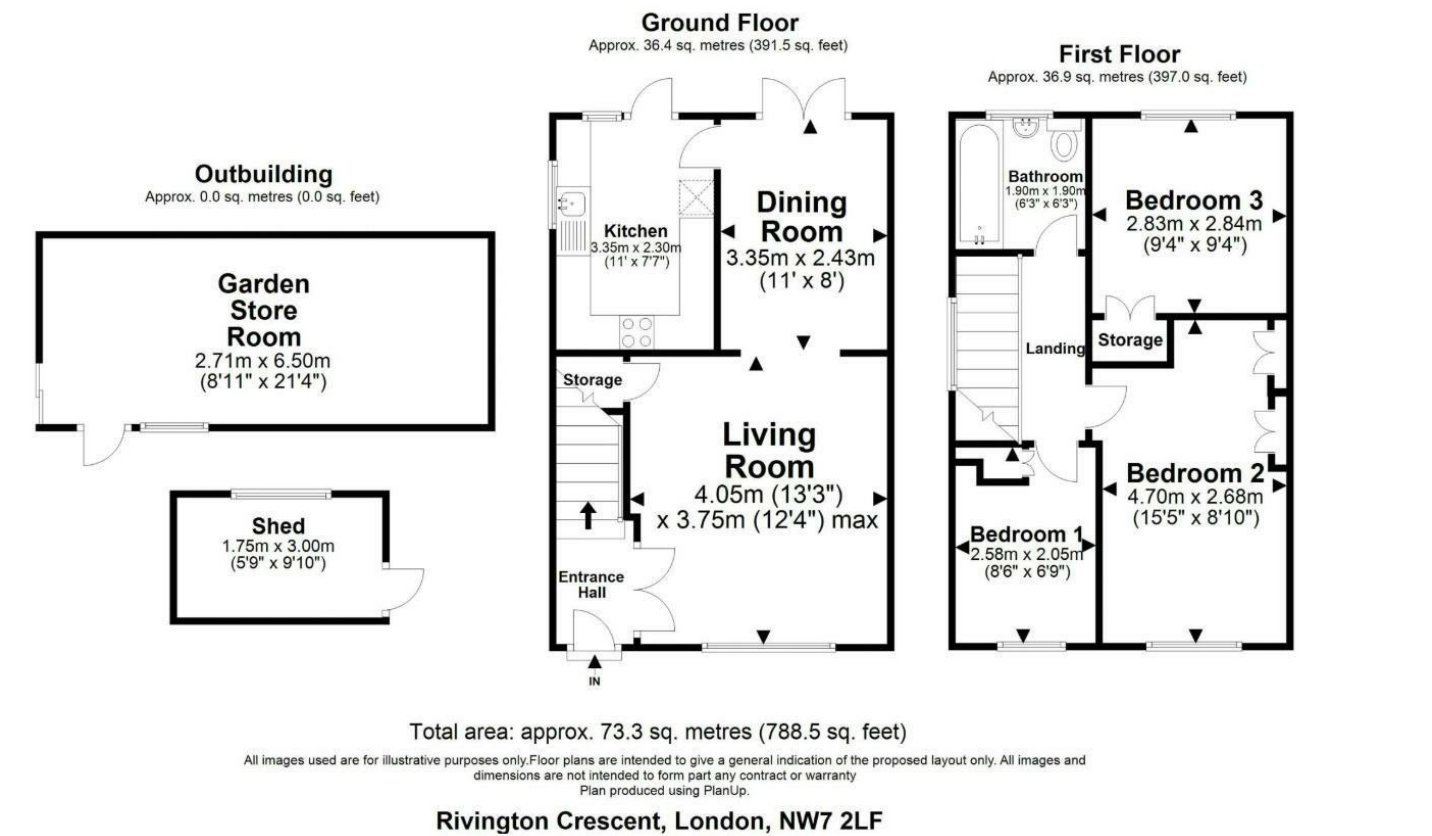 Ground Floor
Approx. 36.4 sq. metres (391.5 sq. feet)
First Floor
Approx. 36.9 sq. metres (397.0 sq. feet)
Outbuilding
Approx. 0.0 sq. metres (0.0 sq. feet)
Garden
Store
Room
2.71m x 6.50m
(8'11" x 21'4")
Shed
1.75m x 3.00m
(5'9" x 9'10")
Kitchen
3.35m x 2.30m
(11' x 7'7")
Dining
Room
3.35m x 2.43m
(11' x 8')
Storage
Living
Room
4.05m (13'3")
x 3.75m (12'4") max
Entrance
Hall
IN
Bathroom
1.90m x 1.90m
(6'3" x 6'3")
Bedroom 3
2.83m x 2.84m
(9'4" x 9'4")
Storage
Landing
Bedroom 2
4.70m x 2.68m
(15'5" x 8'10")
Bedroom 1
2.58m x 2.05m
(8'6" x 6'9")
Total area: approx. 73.3 sq. metres (788.5 sq. feet)
All images used are for illustrative purposes only.Floor plans are intended to give a general indication of the proposed layout only. All images and
dimensions are not intended to form part any contract or warranty
Plan produced using PlanUp.
Rivington Crescent, London, NW7 2LF